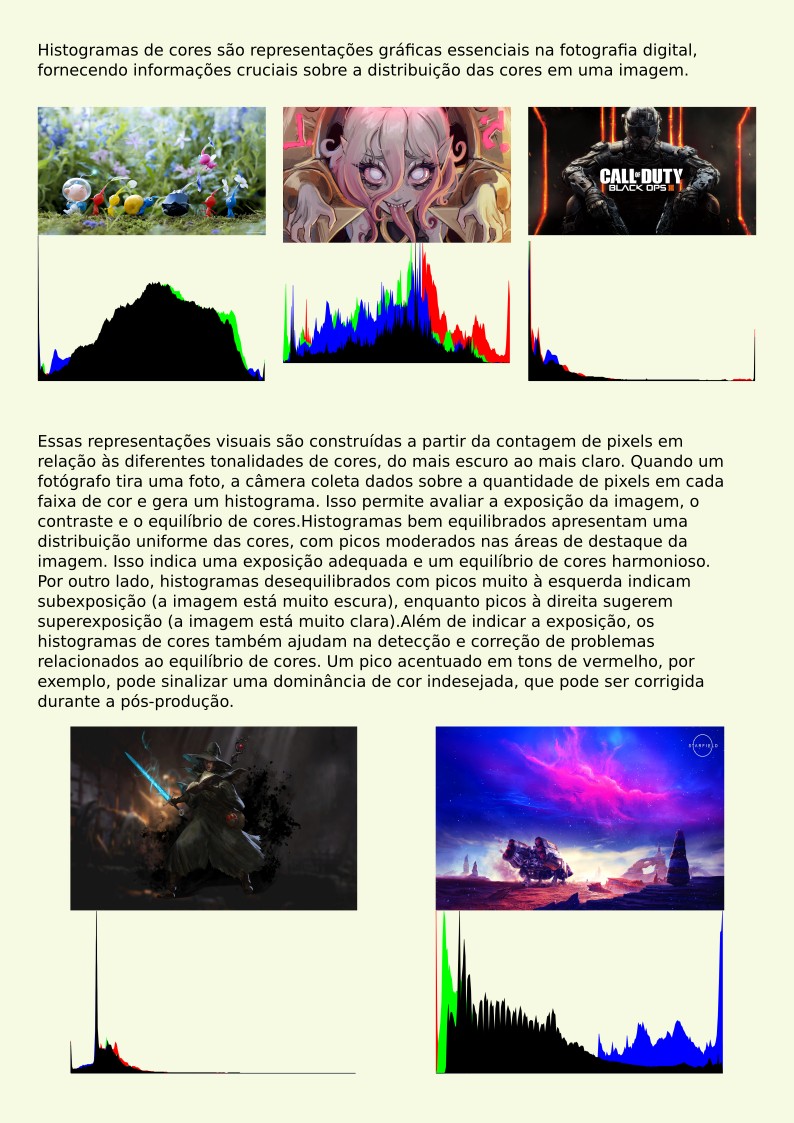 Histogramas de cores são representações gráficas essenciais na fotografia digital,
fornecendo informações cruciais sobre a distribuição das cores em uma imagem.
CALL OF DUTY
BLACK OPS III
Essas representações visuais são construídas a partir da contagem de pixels em
relação às diferentes tonalidades de cores, do mais escuro ao mais claro. Quando um
fotógrafo tira uma foto, a câmera coleta dados sobre a quantidade de pixels em cada
faixa de cor e gera um histograma. Isso permite avaliar a exposição da imagem, o
contraste e o equilíbrio de cores.Histogramas bem equilibrados apresentam uma
distribuição uniforme das cores, com picos moderados nas áreas de destaque da
imagem. Isso indica uma exposição adequada e um equilíbrio de cores harmonioso.
Por outro lado, histogramas desequilibrados com picos muito à esquerda indicam
subexposição (a imagem está muito escura), enquanto picos à direita sugerem
superexposição (a imagem está muito clara).Além de indicar a exposição, os
histogramas de cores também ajudam na detecção e correção de problemas
relacionados ao equilíbrio de cores. Um pico acentuado em tons de vermelho, por
exemplo, pode sinalizar uma dominância de cor indesejada, que pode ser corrigida
durante a pós-produção.
STARFIELD